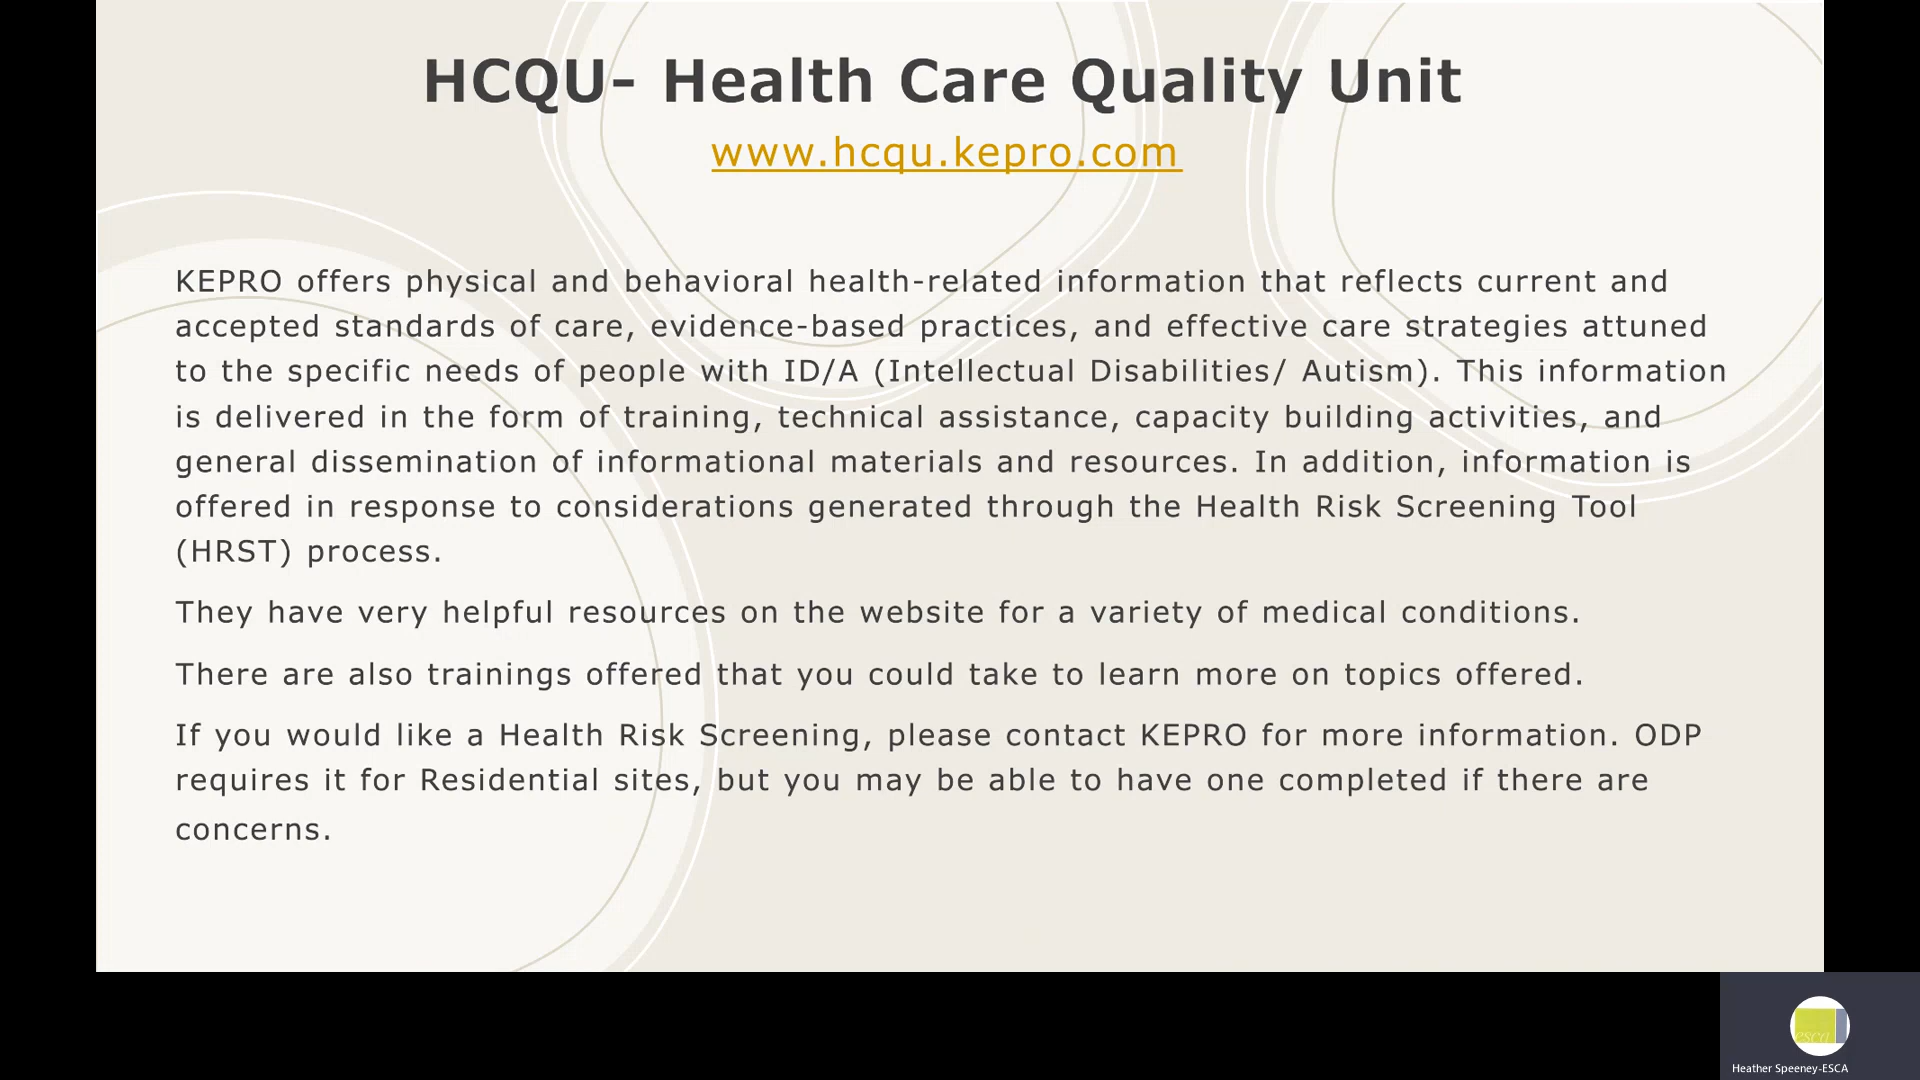 HCQU- Health Care Quality Unit
www.hcqu.kepro.com
KEPRO offers physical and behavioral health-related information that reflects current and
accepted standards of care, evidence-based practices, and effective care strategies attuned
to the specific needs of people with ID/A (Intellectual Disabilities/ Autism). This information
is delivered in the form of training, technical assistance, capacity building activities, and
general dissemination of informational materials and resources. In addition, information is
offered in response to considerations generated through the Health Risk Screening Tool
(HRST) process.
They have very helpful resources on the website for a variety of medical conditions.
There are also trainings offered that you could take to learn more on topics offered.
If you would like a Health Risk Screening, please contact KEPRO for more information. ODP
requires it for Residential sites, but you may be able to have one completed if there are
concerns.
esca
Heather Speeney-ESCA